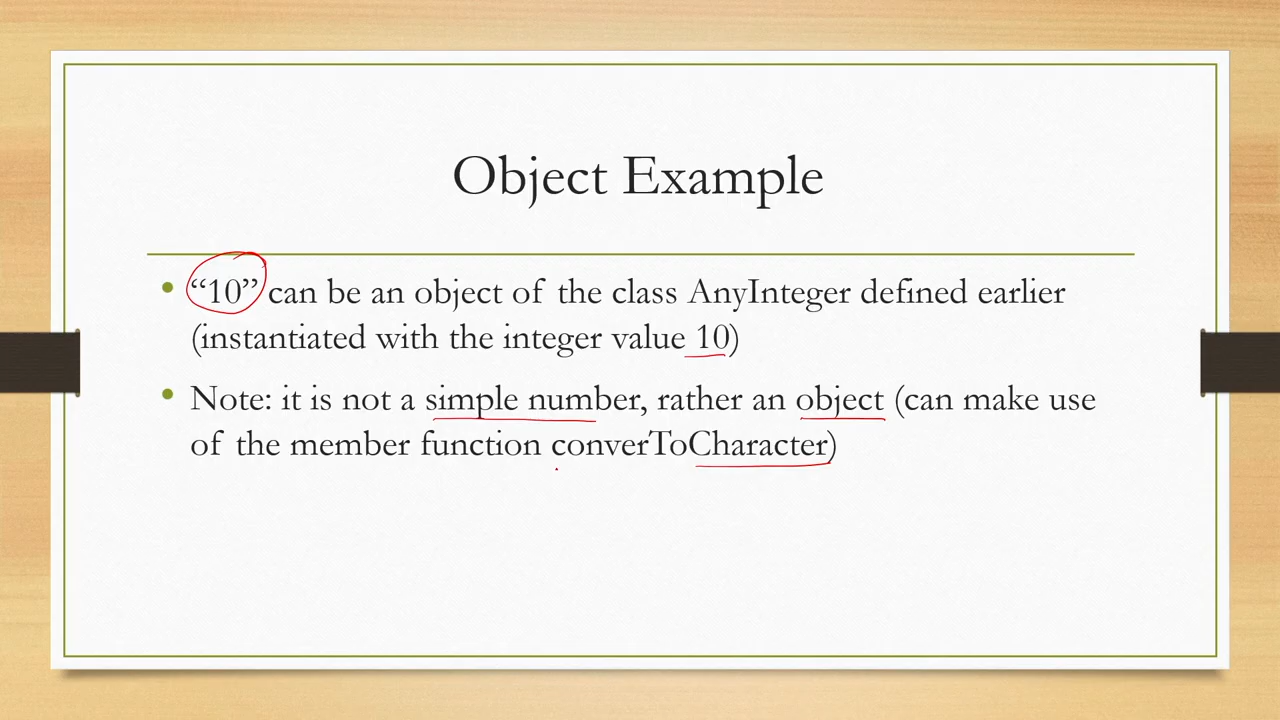 Object Example
• “10” can be an object of the class AnyInteger defined earlier
(instantiated with the integer value 10)
• Note: it is not a simple number, rather an object (can make use
of the member function converToCharacter)